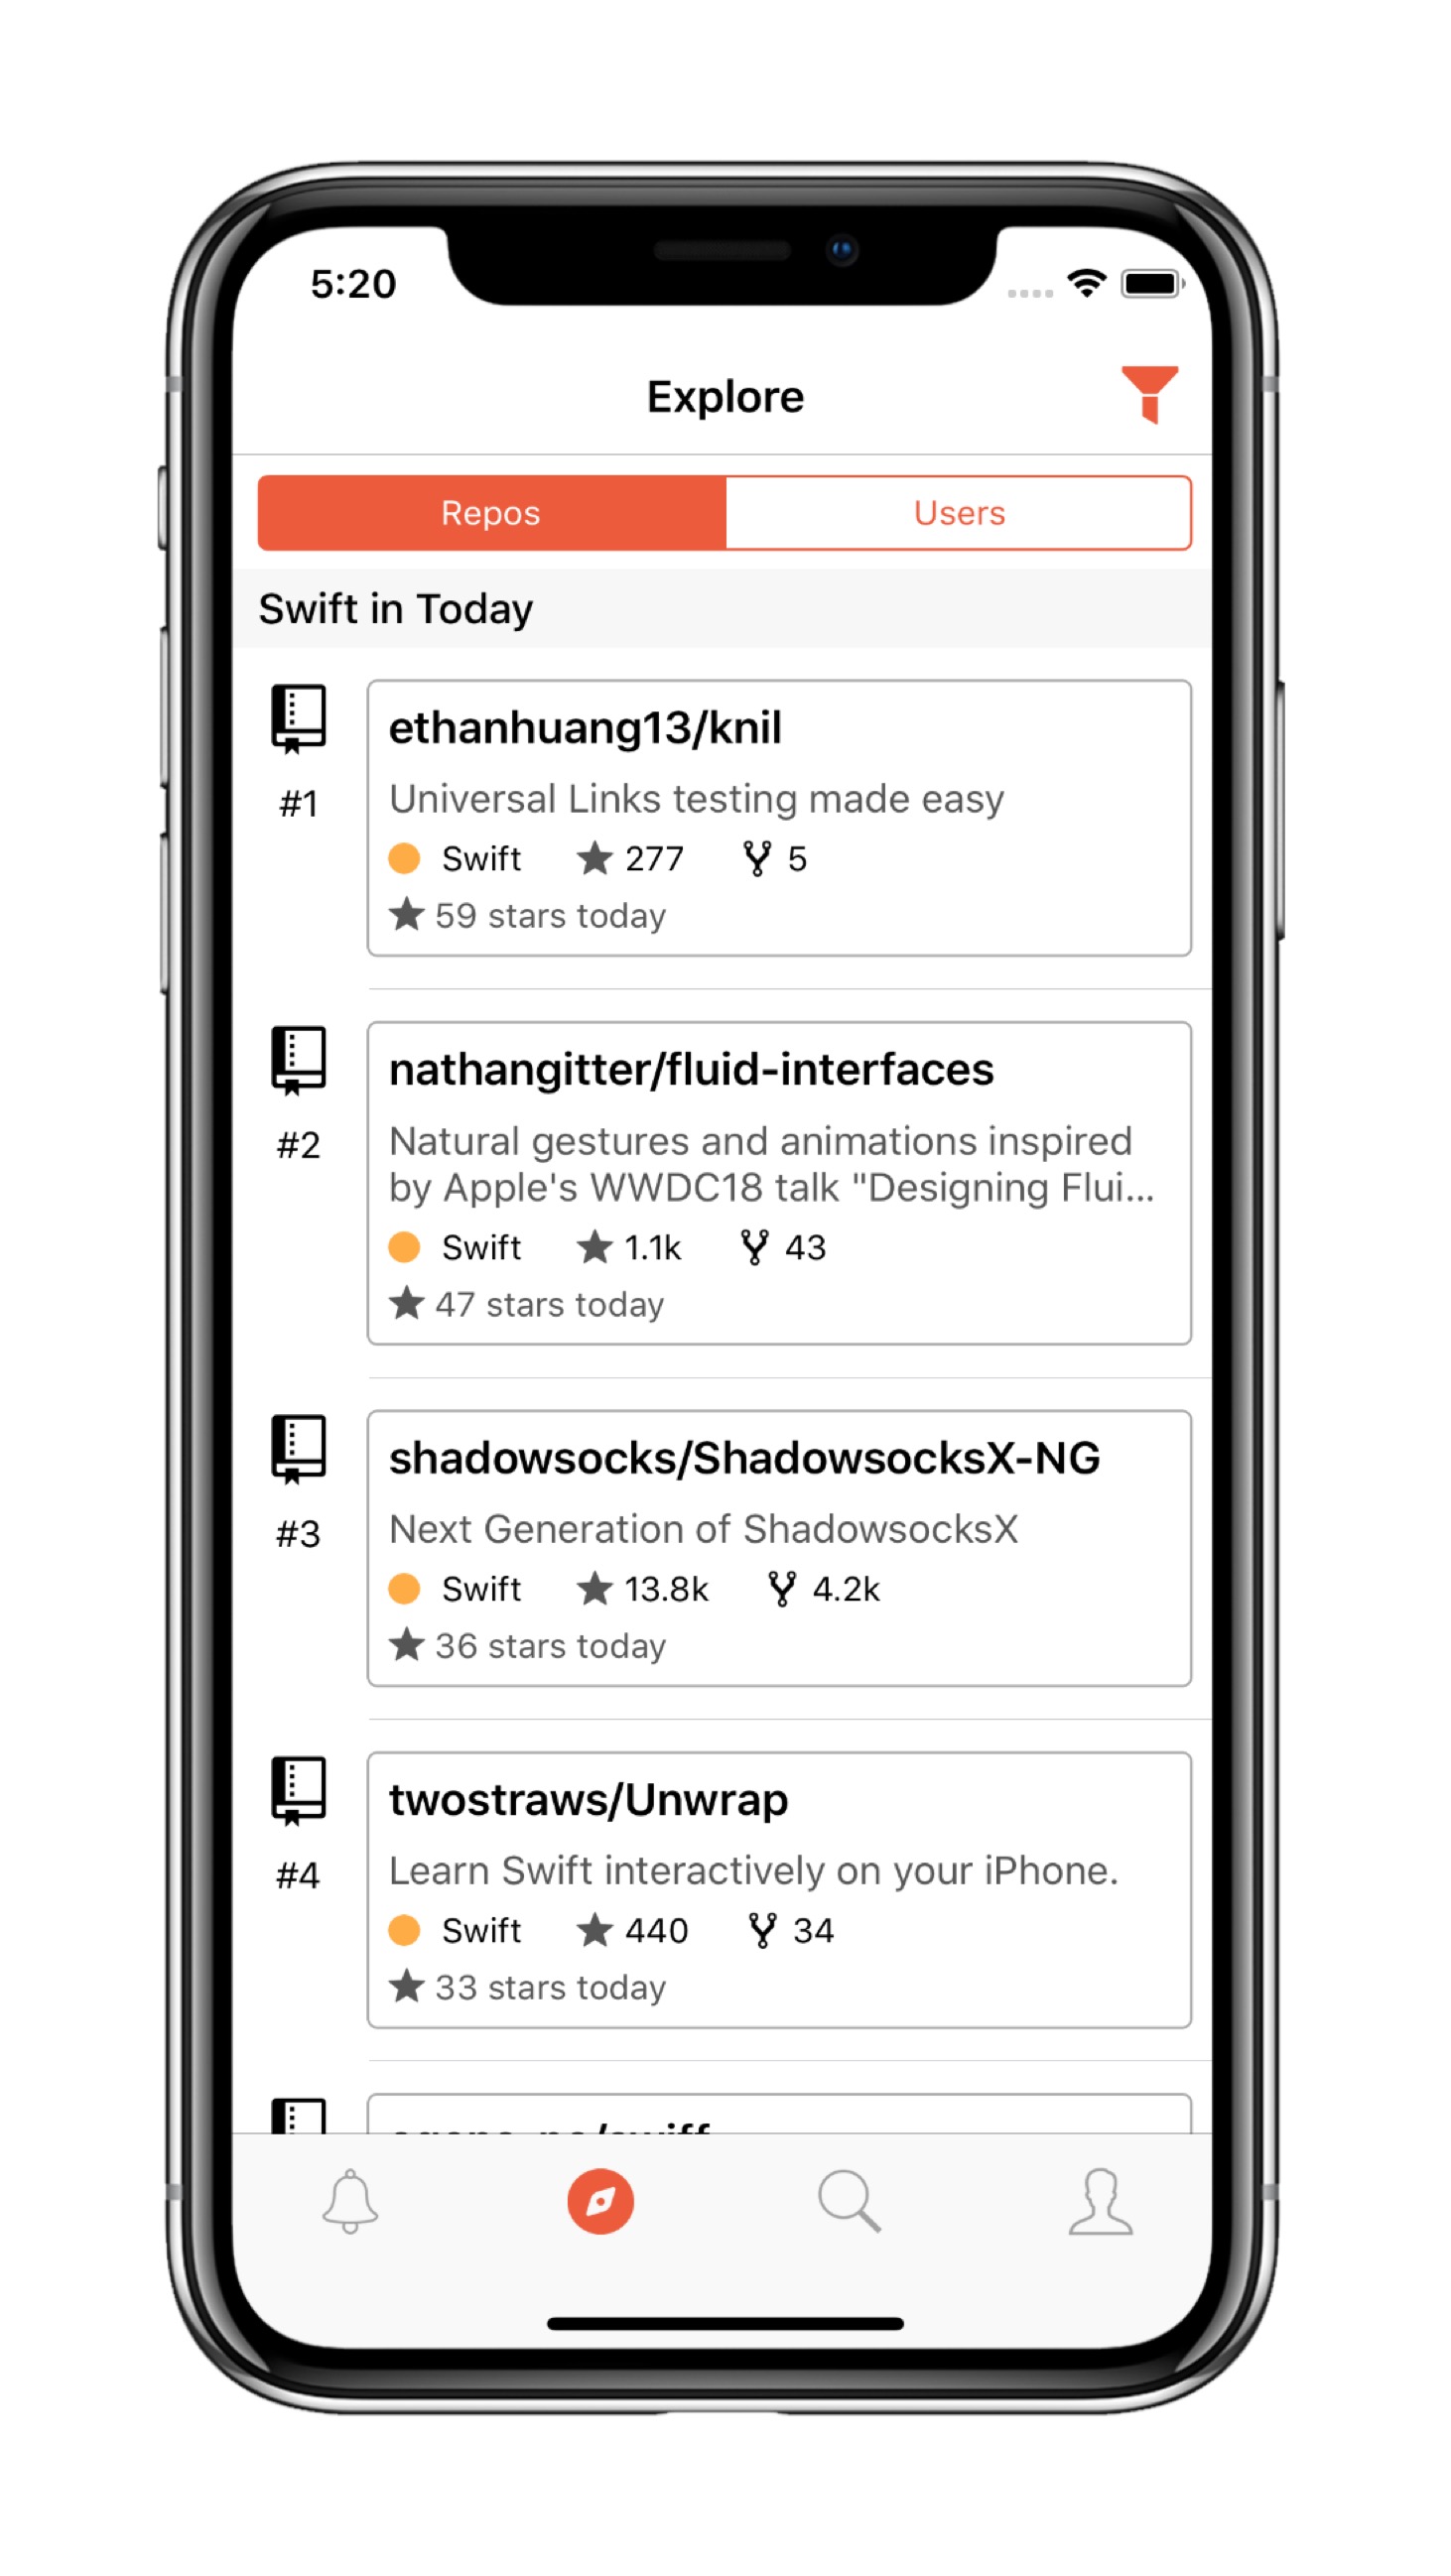 5:20
Explore
Repos
Users
Swift in Today
#1
ethanhuang13/knil
Universal Links testing made easy
Swift 277 5
59 stars today
#2
nathangitter/fluid-interfaces
Natural gestures and animations inspired
by Apple's WWDC18 talk "Designing Flui...
Swift 1.1k 43
47 stars today
#3
shadowsocks/ShadowsocksX-NG
Next Generation of ShadowsocksX
Swift 13.8k 4.2k
36 stars today
#4
twostraws/Unwrap
Learn Swift interactively on your iPhone.
Swift 440 34
33 stars today